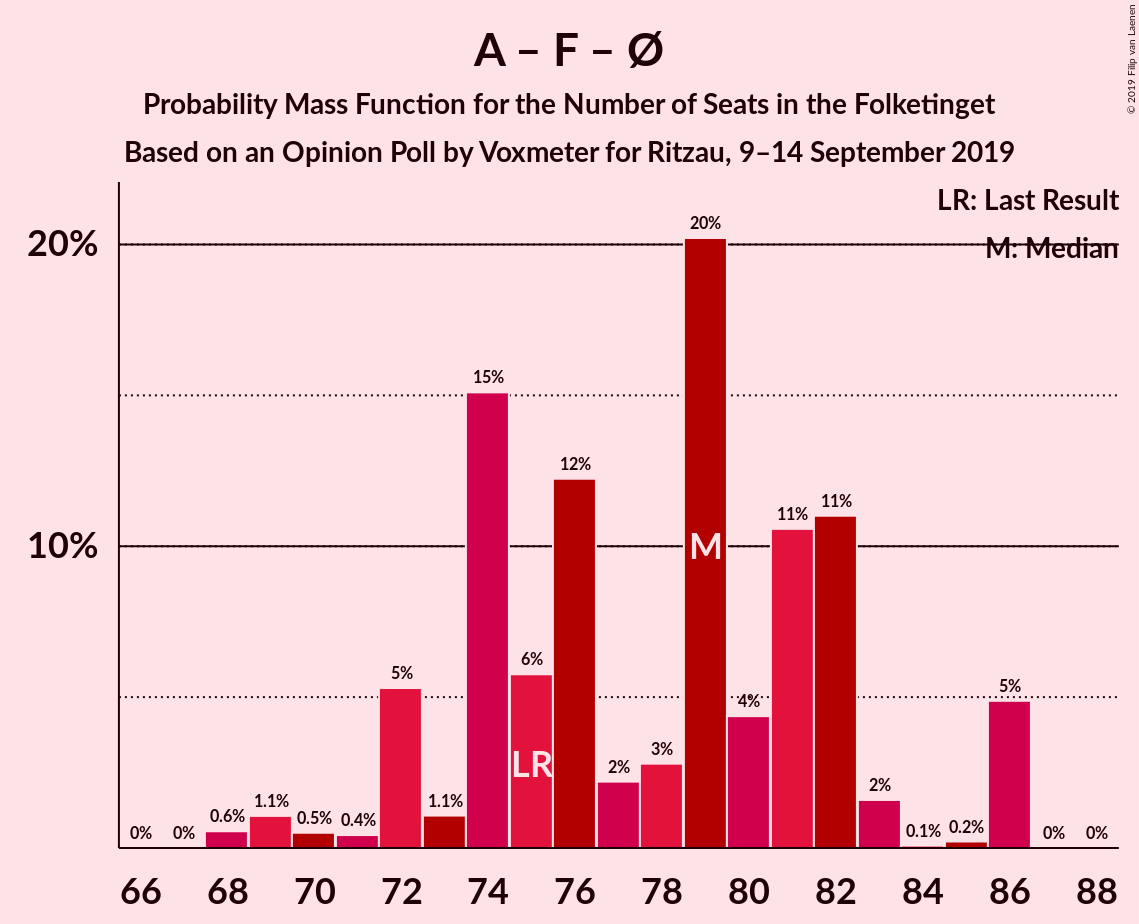 A – F – Ø
Probability Mass Function for the Number of Seats in the Folketinget
Based on an Opinion Poll by Voxmeter for Ritzau, 9–14 September 2019
© 2019 Filip van Laenen
LR: Last Result
M: Median
20%
10%
0% 0% 0.6% 1.1% 0.5% 0.4% 5% 1.1% 15% 6% 12% 2% 3% 20% 4% 11% 11% 2% 0.1% 0.2% 5% 0% 0%
LR
M
66 68 70 72 74 76 78 80 82 84 86 88